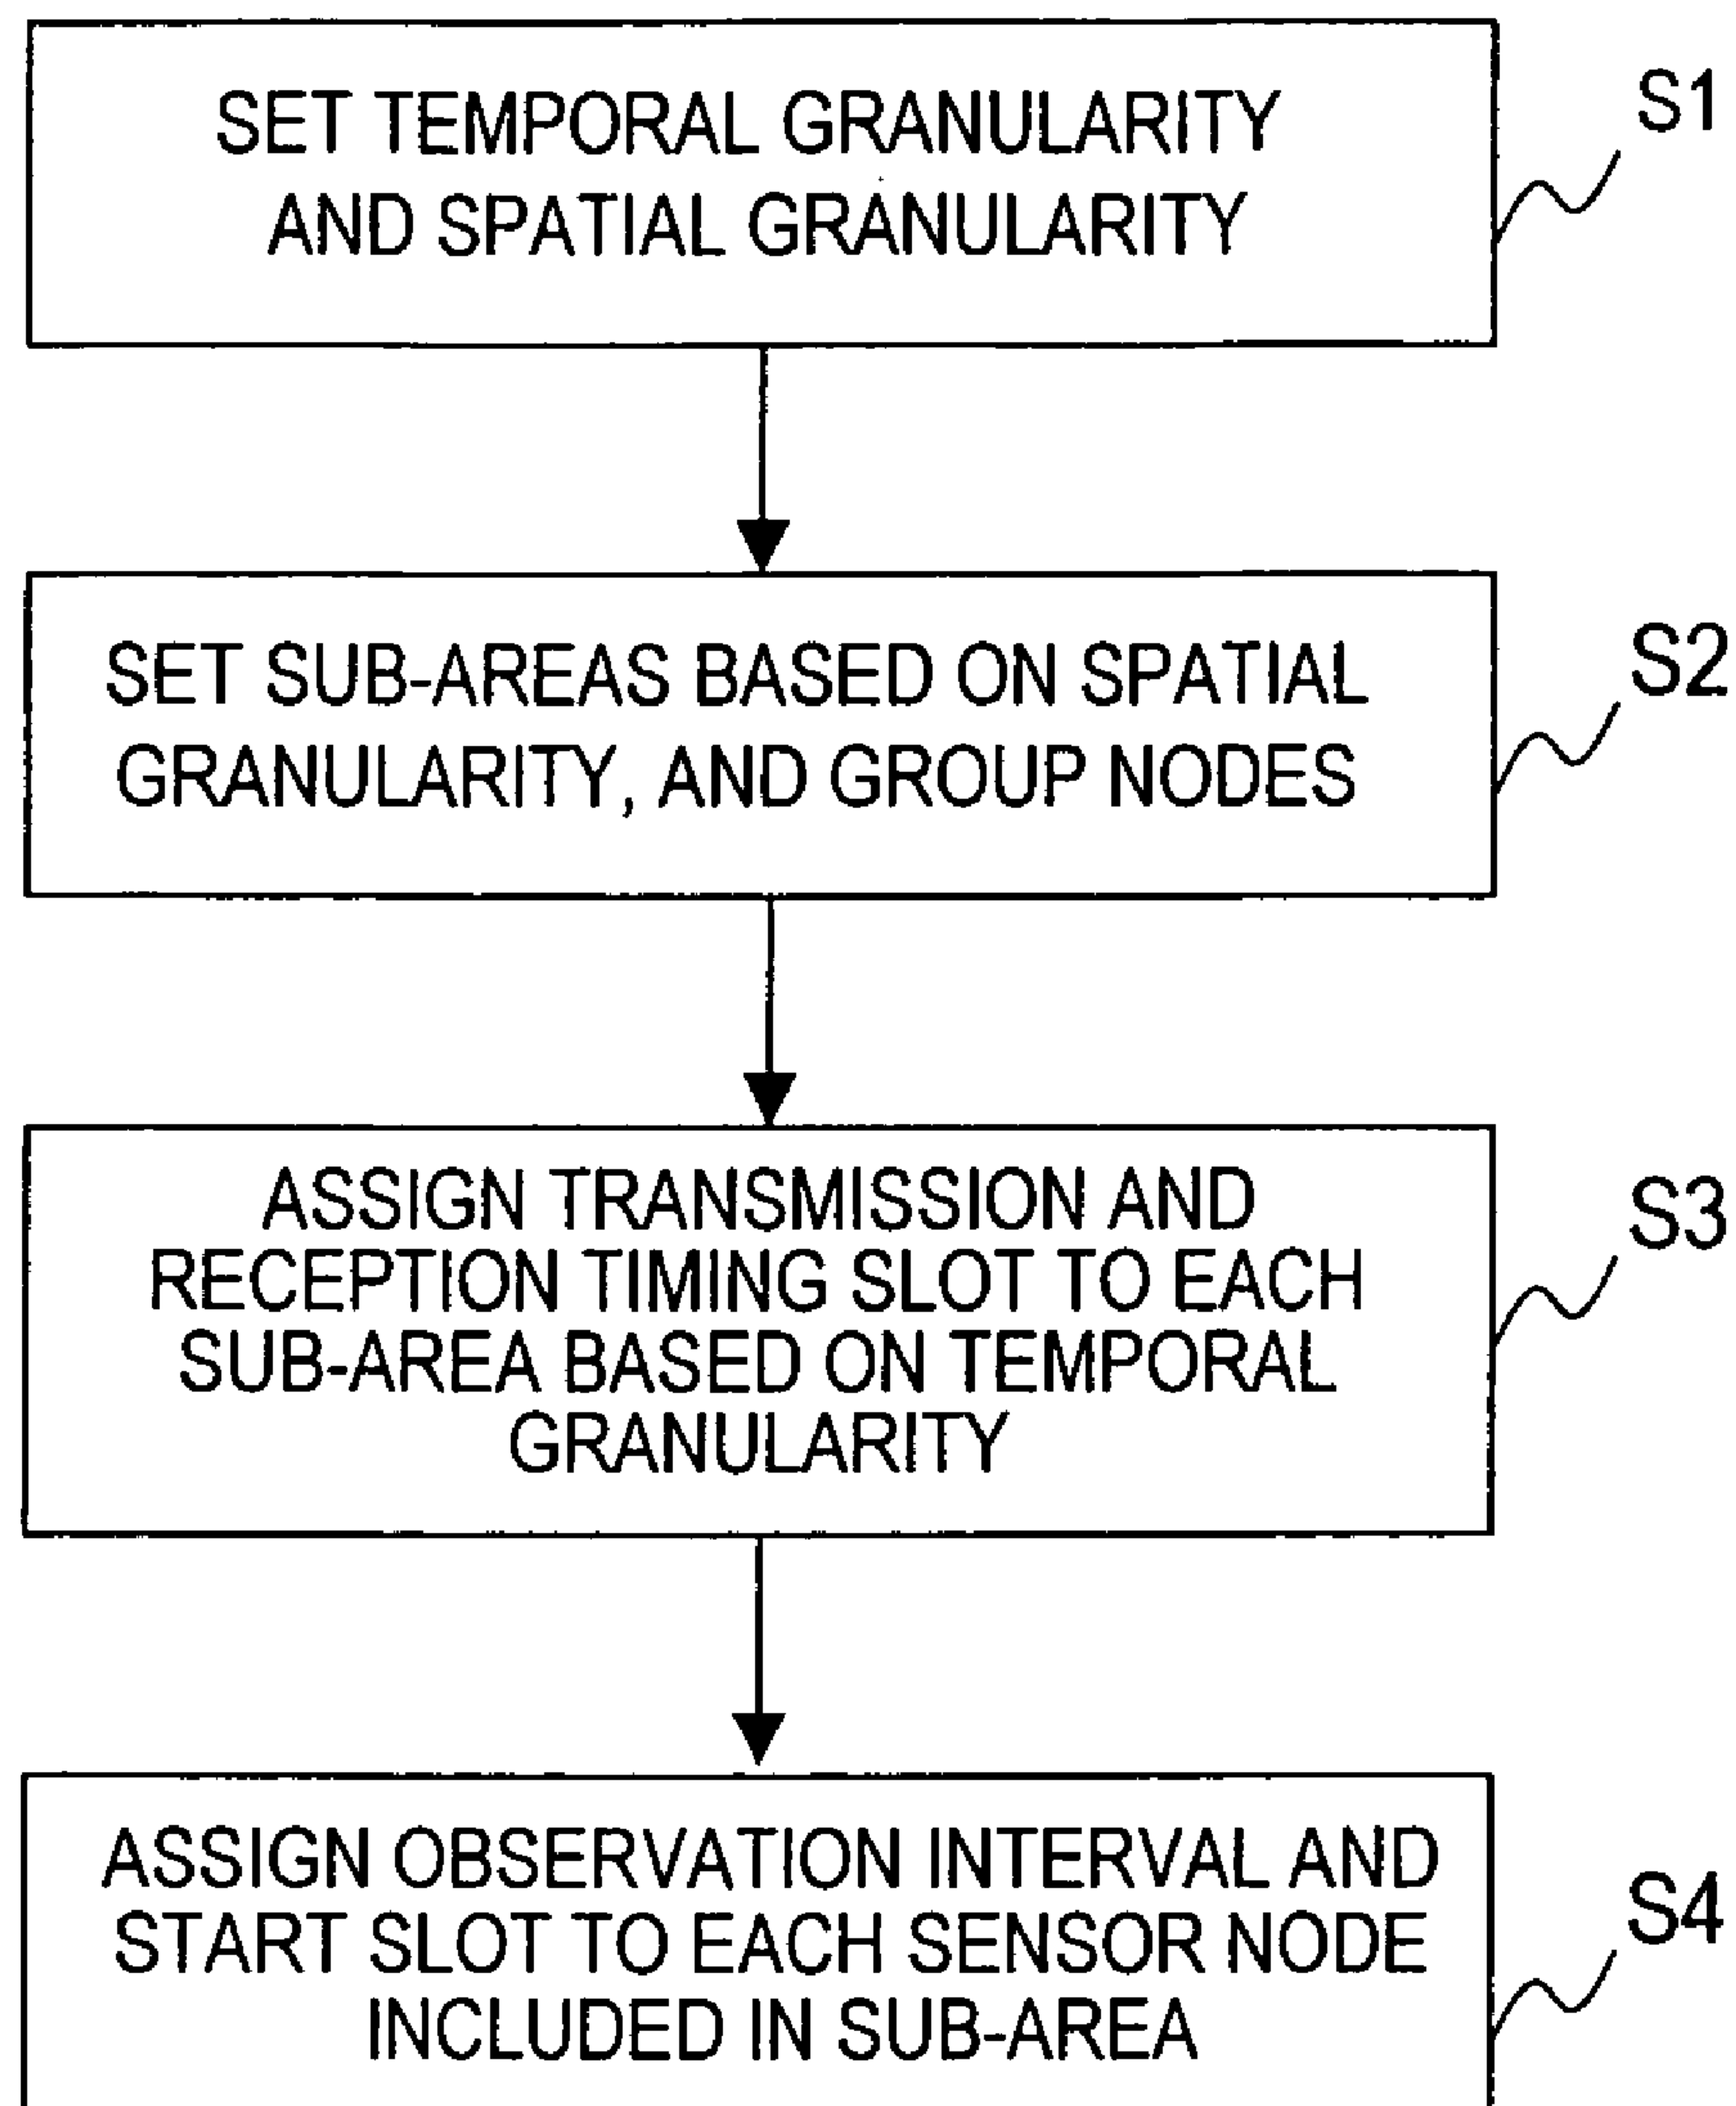 SET TEMPORAL GRANULARITY
AND SPATIAL GRANULARITY
S1
SET SUB-AREAS BASED ON SPATIAL
GRANULARITY, AND GROUP NODES
S2
ASSIGN TRANSMISSION AND
RECEPTION TIMING SLOT TO EACH
SUB-AREA BASED ON TEMPORAL
GRANULARITY
S3
ASSIGN OBSERVATION INTERVAL AND
START SLOT TO EACH SENSOR NODE
INCLUDED IN SUB-AREA
S4